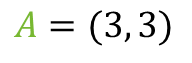 A = (3,3)